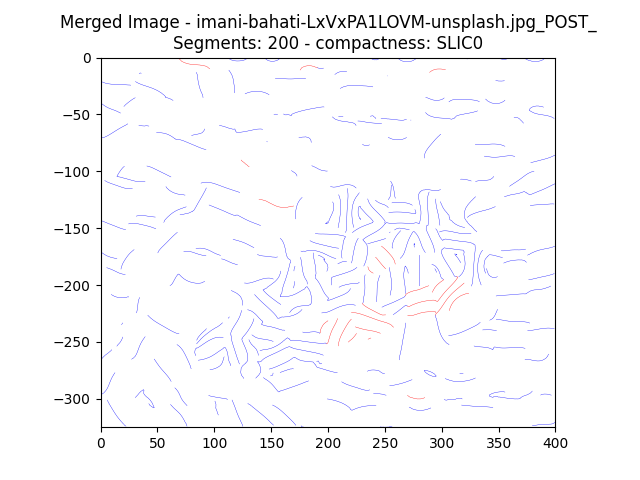 Merged Image - imani-bahati-LxVxPA1LOVM-unsplash.jpg_POST_
Segments: 200 - compactness: SLIC0
0
−50
−100
−150
−200
−250
−300
0 50 100 150 200 250 300 350 400